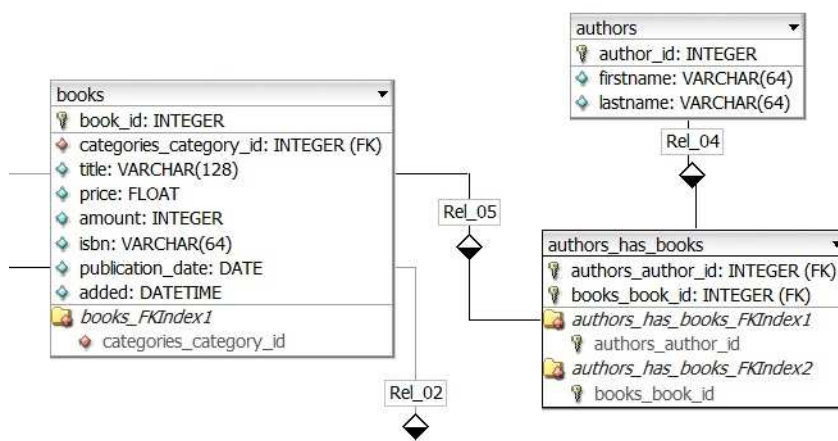 authors
author_id: INTEGER
firstname: VARCHAR(64)
lastname: VARCHAR(64)
Rel_04
books
book_id: INTEGER
categories_category_id: INTEGER (FK)
title: VARCHAR(128)
price: FLOAT
amount: INTEGER
isbn: VARCHAR(64)
publication_date: DATE
added: DATETIME
books_FKIndex1
categories_category_id
Rel_05
Rel_02
authors_has_books
authors_author_id: INTEGER (FK)
books_book_id: INTEGER (FK)
authors_has_books_FKIndex1
authors_author_id
authors_has_books_FKIndex2
books_book_id